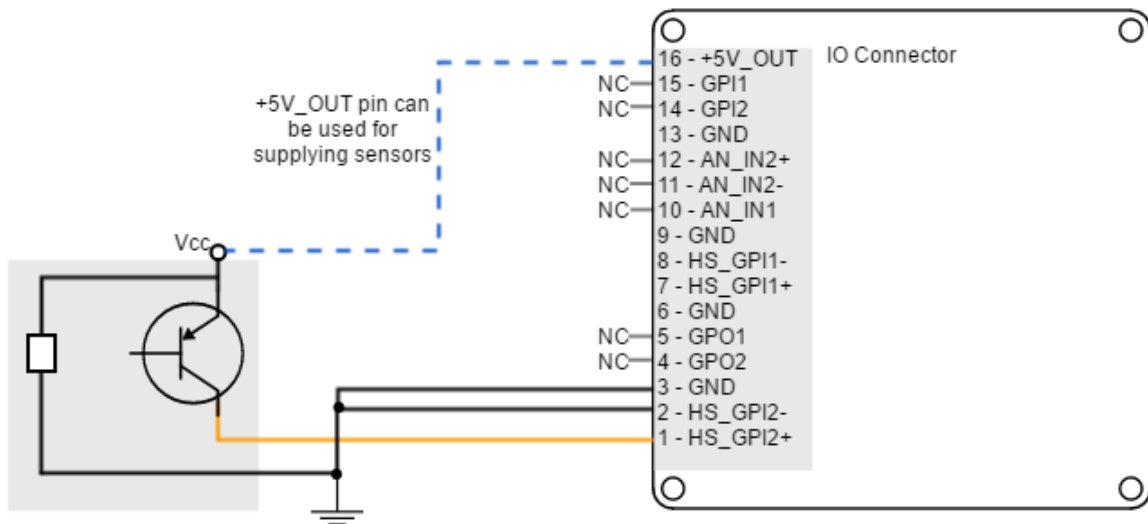 16 - +5V_OUT
IO Connector
NC
15 - GPI1
+5V_OUT pin can
be used for
supplying sensors
NC
14 - GPI2
13 - GND
NC
12 - AN_IN2+
NC
11 - AN_IN2-
NC
10 - AN_IN1
Vcc
9 - GND
8 - HS_GPI1-
7 - HS_GPI1+
6 - GND
NC
5 - GPO1
NC
4 - GPO2
3 - GND
2 - HS_GPI2-
1 - HS_GPI2+